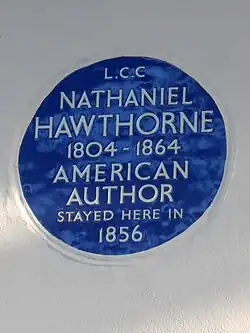 L.C.C
NATHANIEL
HAWTHORNE
1804-1864
AMERICAN
AUTHOR
STAYED HERE IN
1856